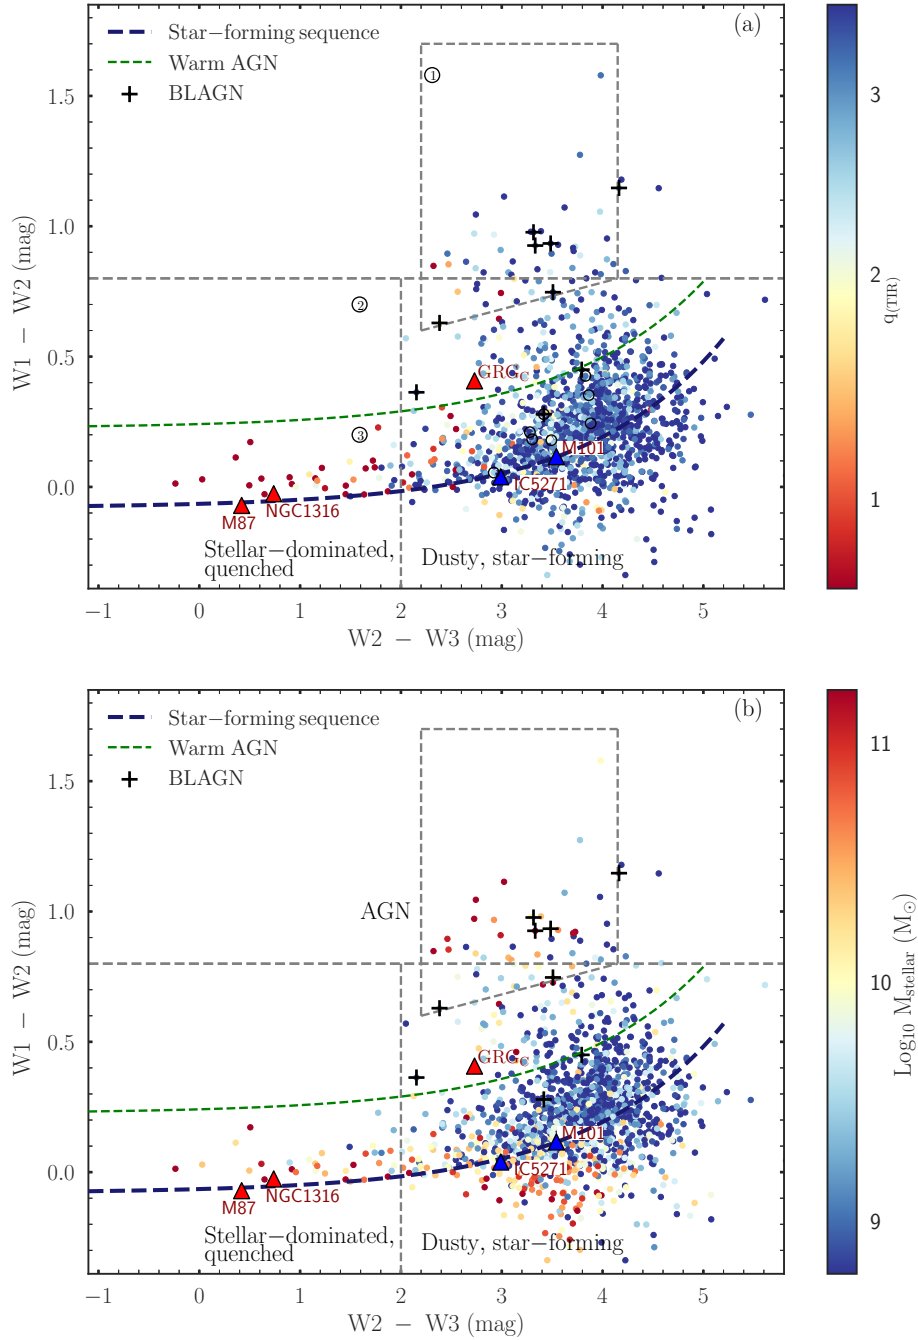 (a)
Star−forming sequence
Warm AGN
BLAGN
1
2
3
GRG_C
M101
IC5271
NGC1316
M87
Stellar−dominated,
quenched
Dusty, star−forming
1.5
1.0
0.5
0.0
W1 − W2 (mag)
−1 0 1 2 3 4 5
W2 − W3 (mag)
3
2
1
q_(TIR)
(b)
Star−forming sequence
Warm AGN
BLAGN
AGN
GRG_C
M101
IC5271
NGC1316
M87
Stellar−dominated,
quenched
Dusty, star−forming
1.5
1.0
0.5
0.0
W1 − W2 (mag)
−1 0 1 2 3 4 5
W2 − W3 (mag)
11
10
9
Log₁₀ M_stellar (M_⊙)